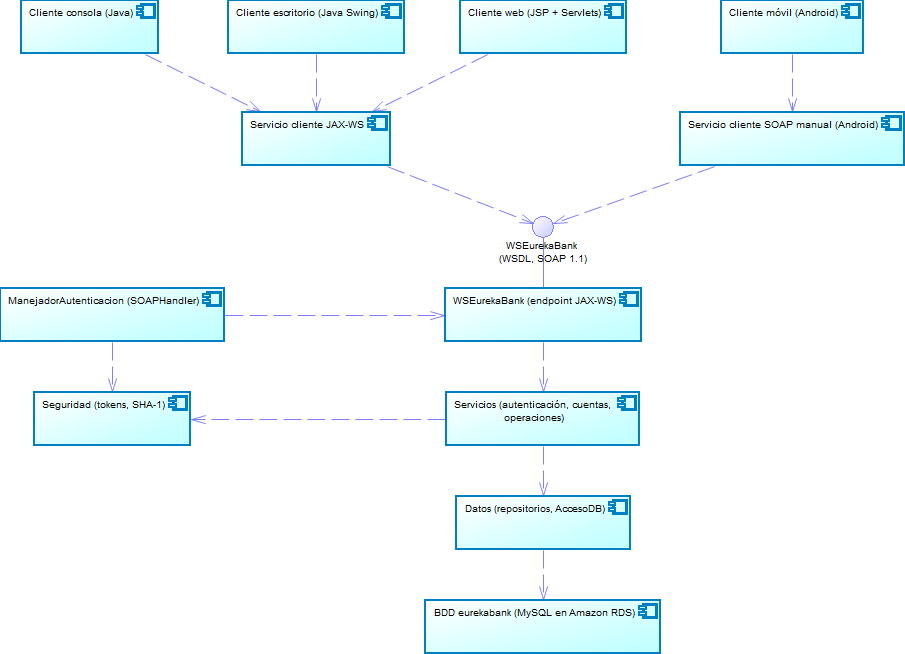 Cliente consola (Java)
Cliente escritorio (Java Swing)
Cliente web (JSP + Servlets)
Cliente móvil (Android)
Servicio cliente JAX-WS
Servicio cliente SOAP manual (Android)
WSEurekaBank
(WSDL, SOAP 1.1)
ManejadorAutenticacion (SOAPHandler)
WSEurekaBank (endpoint JAX-WS)
Seguridad (tokens, SHA-1)
Servicios (autenticación, cuentas,
operaciones)
Datos (repositorios, AccesoDB)
BDD eurekabank (MySQL en Amazon RDS)